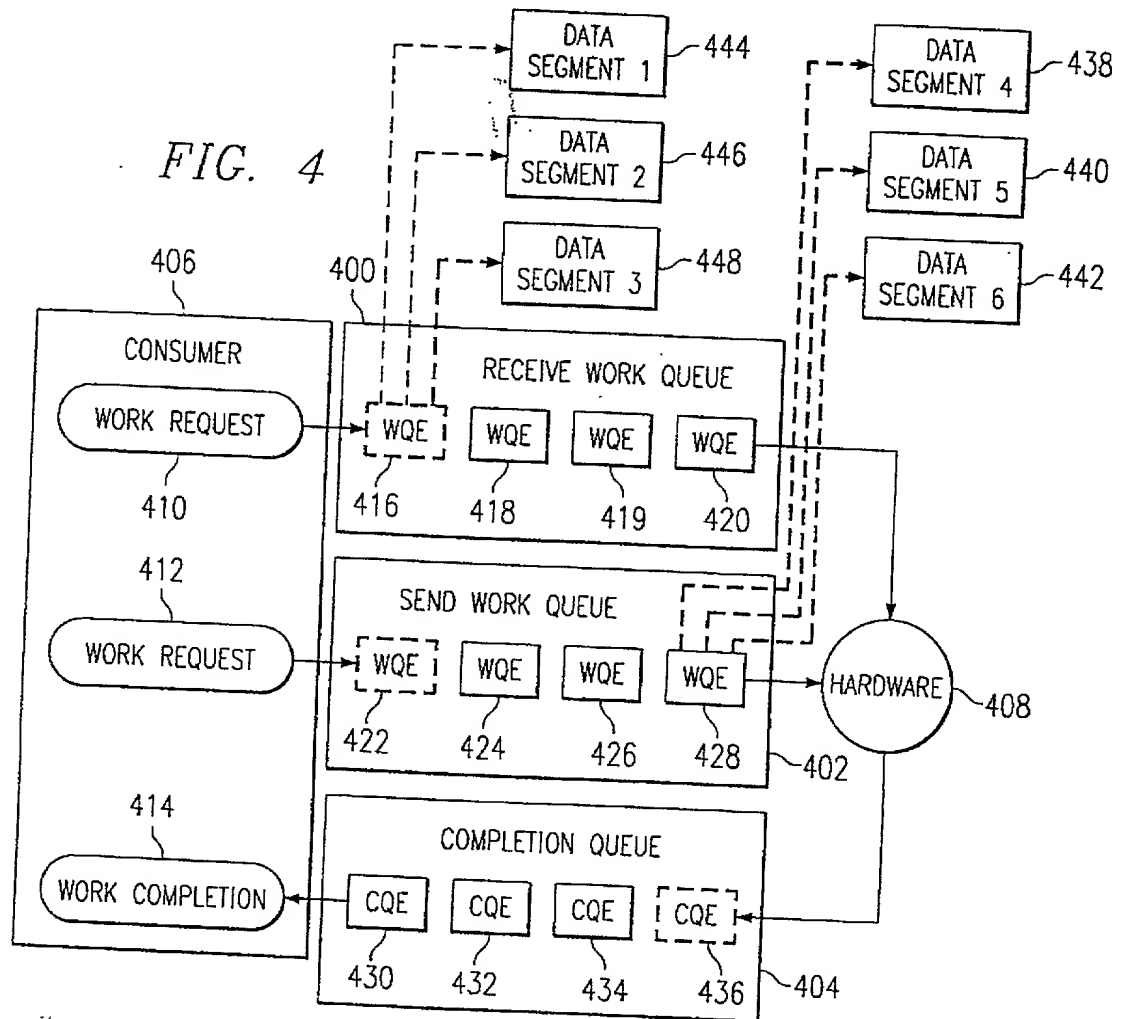 FIG. 4
DATA
SEGMENT 1
444
DATA
SEGMENT 2
446
DATA
SEGMENT 3
448
DATA
SEGMENT 4
438
DATA
SEGMENT 5
440
DATA
SEGMENT 6
442
406
CONSUMER
WORK REQUEST
410
412
WORK REQUEST
414
WORK COMPLETION
400
RECEIVE WORK QUEUE
WQE WQE WQE WQE
416 418 419 420
SEND WORK QUEUE
WQE WQE WQE WQE
422 424 426 428
402
HARDWARE
408
COMPLETION QUEUE
CQE CQE CQE CQE
430 432 434 436
404